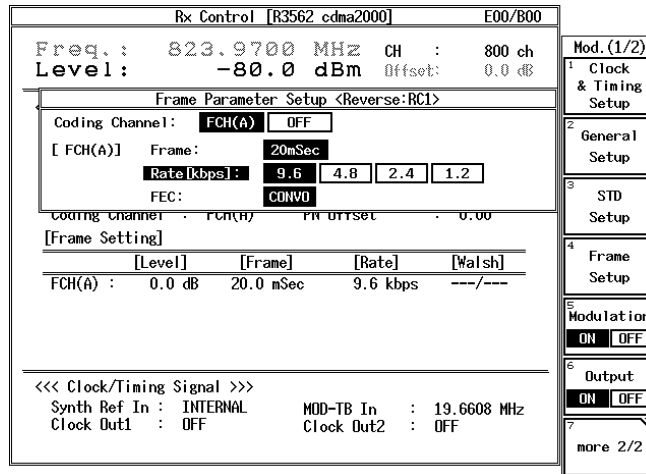 Rx Control [R3562 cdma2000] E00/B00
Freq.: 823.9700 MHz CH : 800 ch
Level: -80.0 dBm Offset: 0.0 dB
Frame Parameter Setup <Reverse:RC1>
Coding Channel: FCH(A) OFF
[ FCH(A)] Frame: 20mSec
Rate[kbps]: 9.6 4.8 2.4 1.2
FEC: CONVO
Coding Channel : FCH(A) PN Offset : 0.00
[Frame Setting]
[Level] [Frame] [Rate] [Walsh]
FCH(A) : 0.0 dB 20.0 mSec 9.6 kbps ---/---
<<< Clock/Timing Signal >>>
Synth Ref In : INTERNAL MOD-TB In : 19.6608 MHz
Clock Out1 : OFF Clock Out2 : OFF
Mod.(1/2)
1 Clock
& Timing
Setup
2 General
Setup
3 STD
Setup
4 Frame
Setup
5 Modulation
ON OFF
6 Output
ON OFF
7
more 2/2